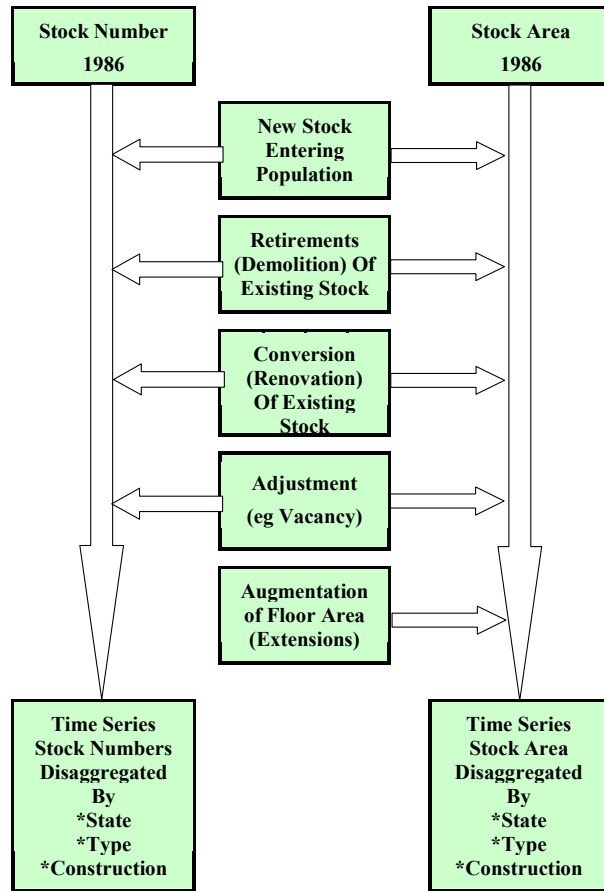 Stock Number
1986
Stock Area
1986
New Stock
Entering
Population
Retirements
(Demolition) Of
Existing Stock
Conversion
(Renovation)
Of Existing
Stock
Adjustment
(eg Vacancy)
Augmentation
of Floor Area
(Extensions)
Time Series
Stock Numbers
Disaggregated
By
*State
*Type
*Construction
Time Series
Stock Area
Disaggregated
By
*State
*Type
*Construction